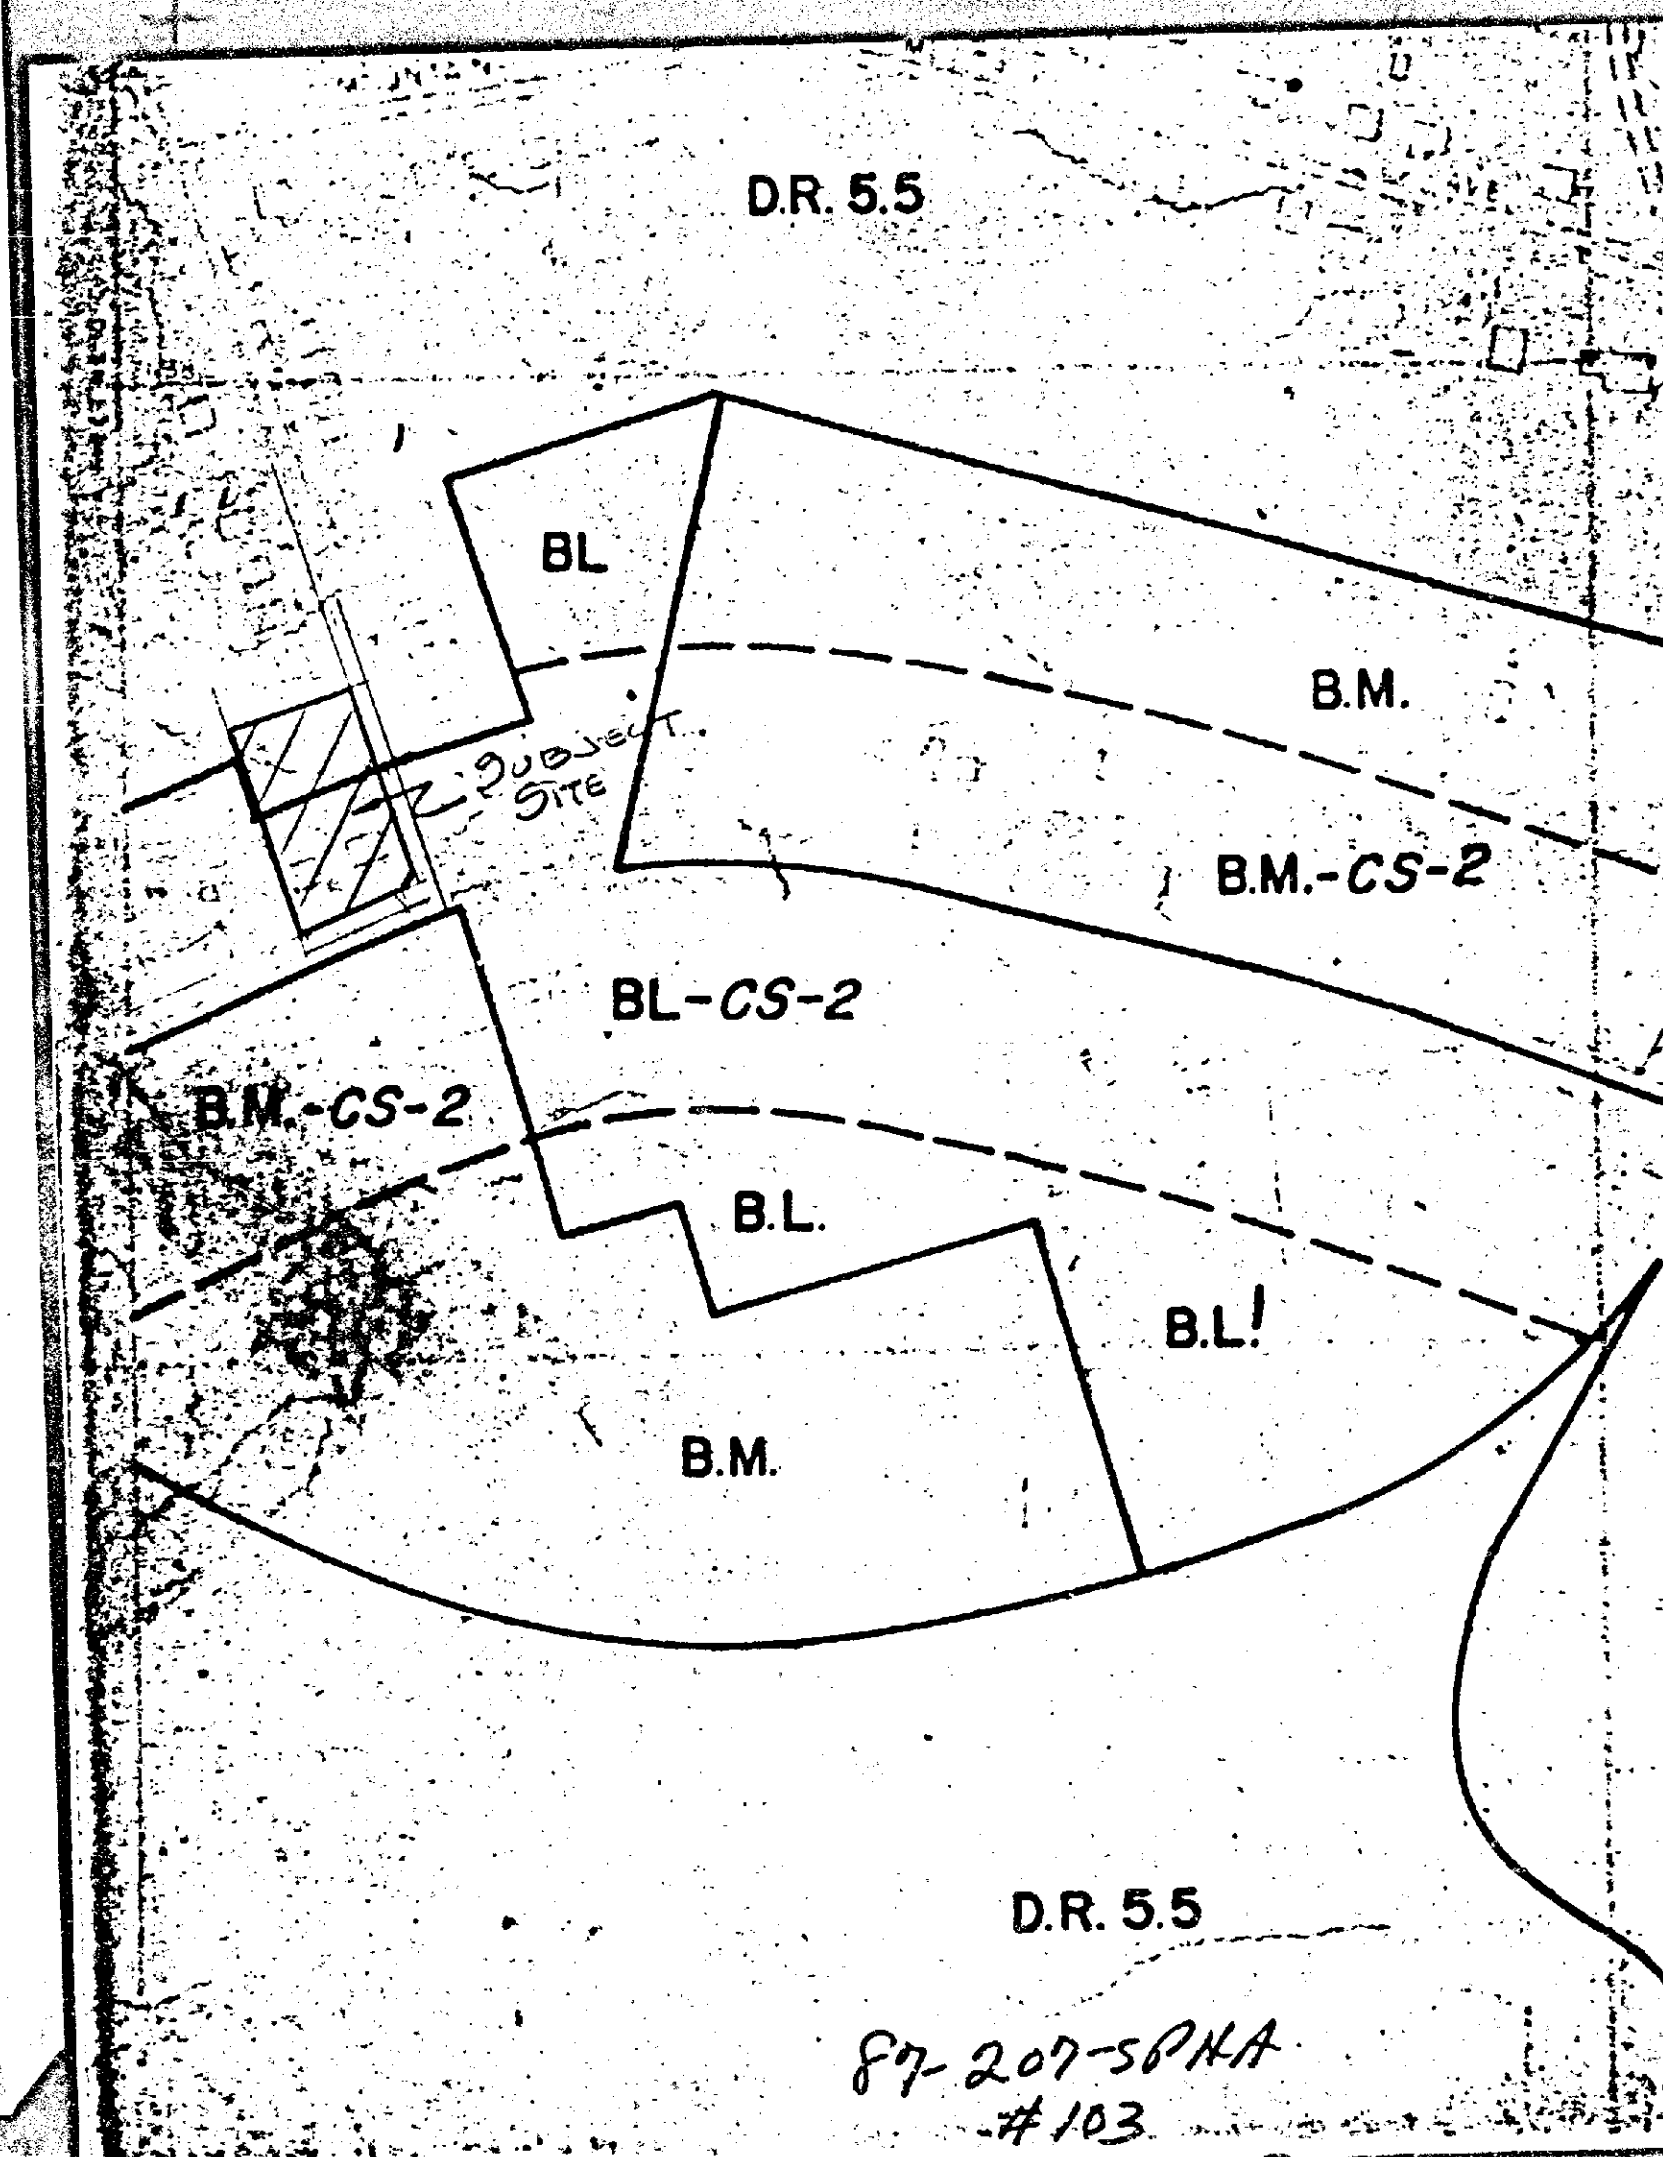 D.R. 5.5
BL
B.M.
SUBJECT
SITE
B.M.-CS-2
BL-CS-2
B.M.-CS-2
B.L.
B.L.
B.M.
D.R. 5.5
87-207-SPHA
#103